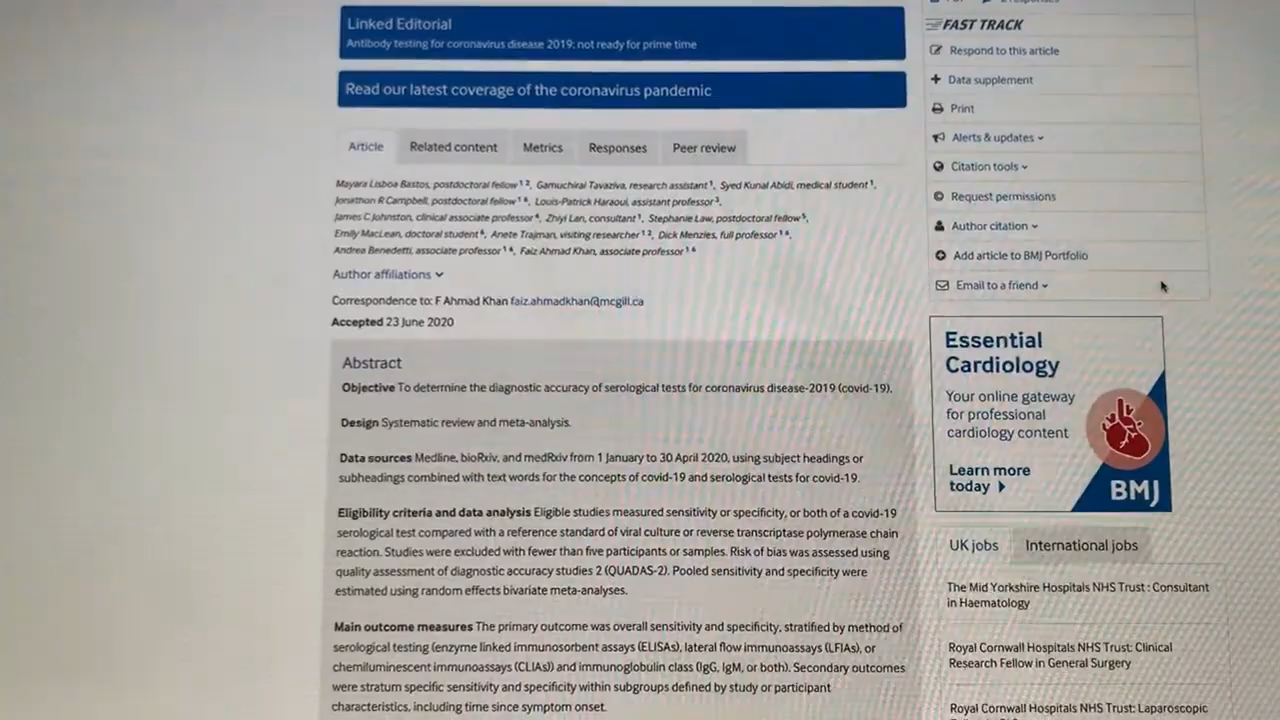 Linked Editorial
Antibody testing for coronavirus disease 2019: not ready for prime time
Read our latest coverage of the coronavirus pandemic
Article Related content Metrics Responses Peer review
Mayara Lisboa Bastos, postdoctoral fellow 1 2, Gamuchirai Tavaziva, research assistant 1, Syed Kunal Abidi, medical student 1,
Jonathon R Campbell, postdoctoral fellow 1 6, Louis-Patrick Haraoui, assistant professor 3,
James C Johnston, clinical associate professor 4, Zhiyi Lan, consultant 1, Stephanie Law, postdoctoral fellow 5,
Emily MacLean, doctoral student 6, Anete Trajman, visiting researcher 1 2, Dick Menzies, full professor 1 6,
Andrea Benedetti, associate professor 1 6, Faiz Ahmad Khan, associate professor 1 6
Author affiliations
Correspondence to: F Ahmad Khan faiz.ahmadkhan@mcgill.ca
Accepted 23 June 2020
Abstract
Objective To determine the diagnostic accuracy of serological tests for coronavirus disease-2019 (covid-19).
Design Systematic review and meta-analysis.
Data sources Medline, bioRxiv, and medRxiv from 1 January to 30 April 2020, using subject headings or
subheadings combined with text words for the concepts of covid-19 and serological tests for covid-19.
Eligibility criteria and data analysis Eligible studies measured sensitivity or specificity, or both of a covid-19
serological test compared with a reference standard of viral culture or reverse transcriptase polymerase chain
reaction. Studies were excluded with fewer than five participants or samples. Risk of bias was assessed using
quality assessment of diagnostic accuracy studies 2 (QUADAS-2). Pooled sensitivity and specificity were
estimated using random effects bivariate meta-analyses.
Main outcome measures The primary outcome was overall sensitivity and specificity, stratified by method of
serological testing (enzyme linked immunosorbent assays (ELISAs), lateral flow immunoassays (LFIAs), or
chemiluminescent immunoassays (CLIAs)) and immunoglobulin class (IgG, IgM, or both). Secondary outcomes
were stratum specific sensitivity and specificity within subgroups defined by study or participant
characteristics, including time since symptom onset.
FAST TRACK
Respond to this article
Data supplement
Print
Alerts & updates
Citation tools
Request permissions
Author citation
Add article to BMJ Portfolio
Email to a friend
Essential
Cardiology
Your online gateway
for professional
cardiology content
Learn more
today
BMJ
UK jobs International jobs
The Mid Yorkshire Hospitals NHS Trust : Consultant
in Haematology
Royal Cornwall Hospitals NHS Trust: Clinical
Research Fellow in General Surgery
Royal Cornwall Hospitals NHS Trust: Laparoscopic